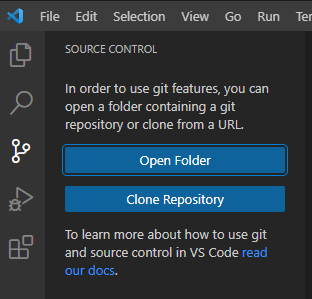 File Edit Selection View Go Run
SOURCE CONTROL
In order to use git features, you can
open a folder containing a git
repository or clone from a URL.
Open Folder
Clone Repository
To learn more about how to use git
and source control in VS Code read
our docs.